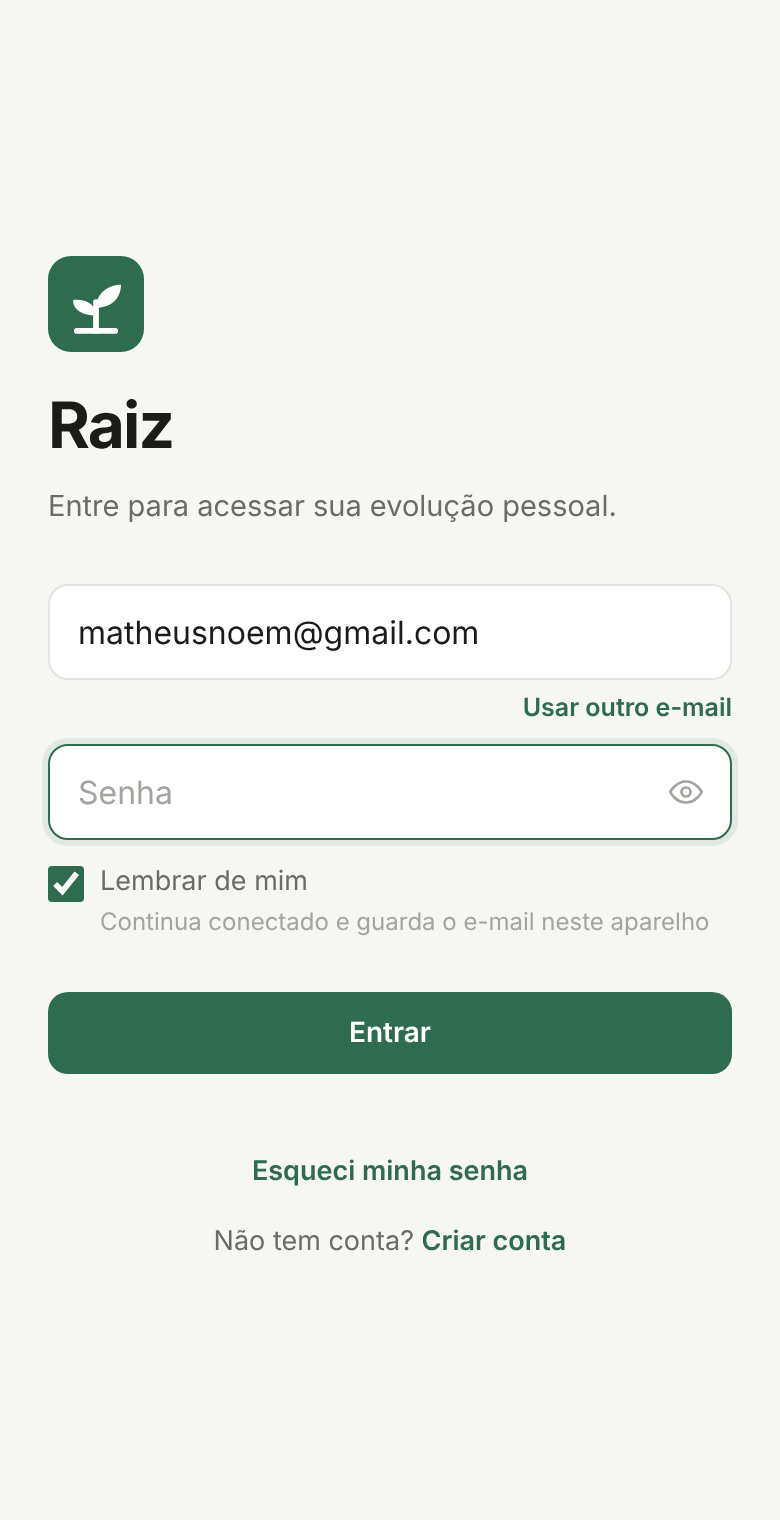 Raiz
Entre para acessar sua evolução pessoal.
matheusnoem@gmail.com
Usar outro e-mail
Senha
Lembrar de mim
Continua conectado e guarda o e-mail neste aparelho
Entrar
Esqueci minha senha
Não tem conta? Criar conta